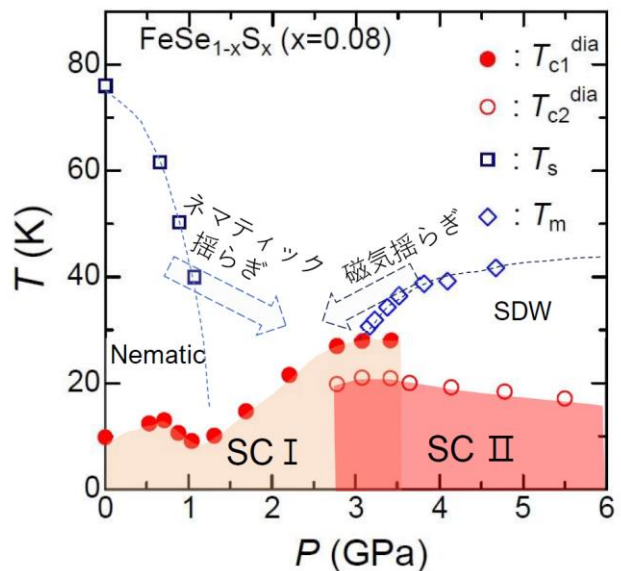 FeSe1-xSx (x=0.08)
: Tc1dia
: Tc2dia
: Ts
: Tm
ネマティック
揺らぎ
磁気揺らぎ
Nematic
SDW
SC I
SC II
T (K)
80
60
40
20
0
0 1 2 3 4 5 6
P (GPa)